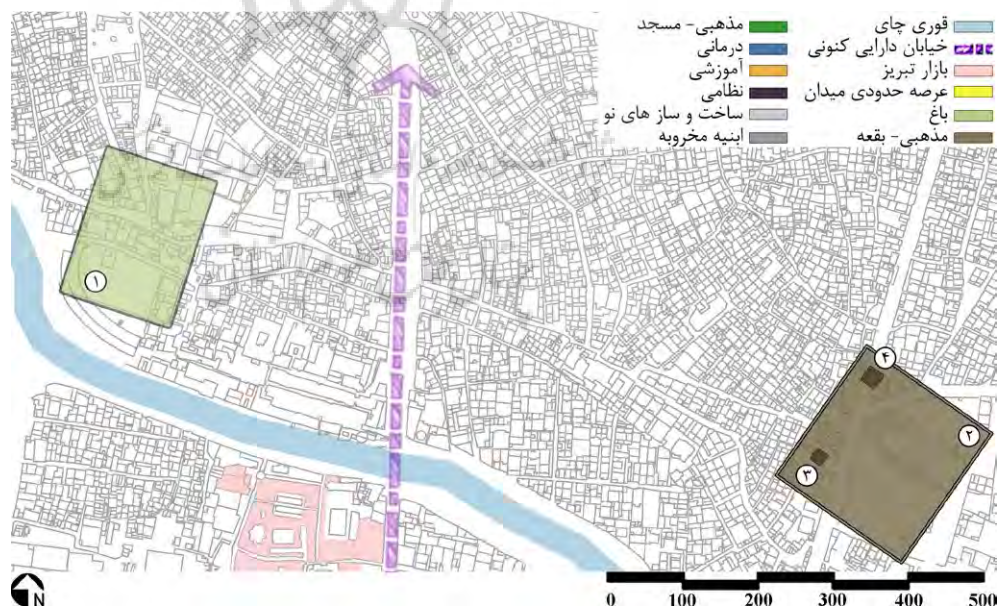 قوری چای
خیابان دارایی کنونی
بازار تبریز
عرصه حدودی میدان
باغ
مذهبی- بقعه
مذهبی- مسجد
درمانی
آموزشی
نظامی
ساخت و ساز های نو
ابنیه مخروبه
۱
۴
۲
۳
N
0 100 200 300 400 500